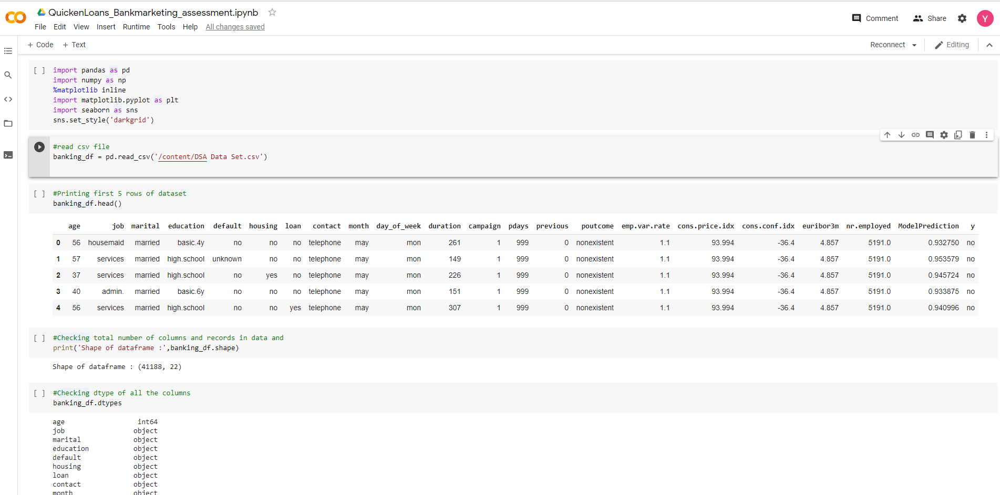 QuickenLoans_Bankmarketing_assessment.ipynb
File Edit View Insert Runtime Tools Help All changes saved
Comment Share Y
+ Code + Text Reconnect Editing
[ ] import pandas as pd
import numpy as np
%matplotlib inline
import matplotlib.pyplot as plt
import seaborn as sns
sns.set_style('darkgrid')
#read csv file
banking_df = pd.read_csv('/content/DSA Data Set.csv')
[ ] #Printing first 5 rows of dataset
banking_df.head()
age job marital education default housing loan contact month day_of_week duration campaign pdays previous poutcome emp.var.rate cons.price.idx cons.conf.idx euribor3m nr.employed ModelPrediction y
0 56 housemaid married basic.4y no no no telephone may mon 261 1 999 0 nonexistent 1.1 93.994 -36.4 4.857 5191.0 0.932750 no
1 57 services married high.school unknown no no telephone may mon 149 1 999 0 nonexistent 1.1 93.994 -36.4 4.857 5191.0 0.953579 no
2 37 services married high.school no yes no telephone may mon 226 1 999 0 nonexistent 1.1 93.994 -36.4 4.857 5191.0 0.945724 no
3 40 admin. married basic.6y no no no telephone may mon 151 1 999 0 nonexistent 1.1 93.994 -36.4 4.857 5191.0 0.933875 no
4 56 services married high.school no no yes telephone may mon 307 1 999 0 nonexistent 1.1 93.994 -36.4 4.857 5191.0 0.940996 no
[ ] #Checking total number of columns and records in data and
print('Shape of dataframe :',banking_df.shape)
Shape of dataframe : (41188, 22)
[ ] #Checking dtype of all the columns
banking_df.dtypes
age int64
job object
marital object
education object
default object
housing object
loan object
contact object
month object